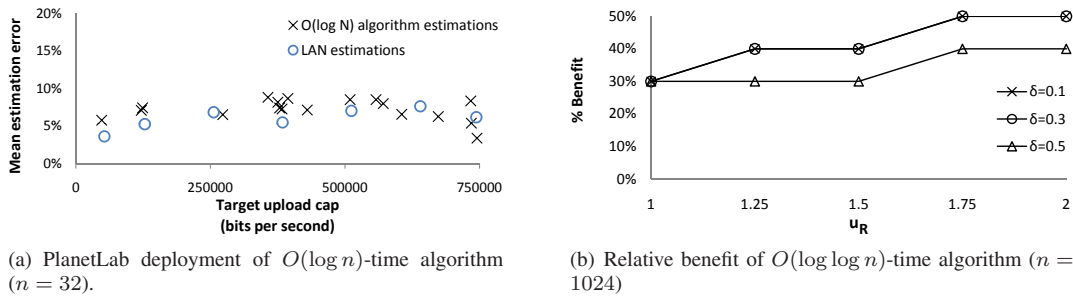 20%
15%
10%
5%
0%
Mean estimation error
O(log N) algorithm estimations
LAN estimations
0
250000
500000
750000
Target upload cap
(bits per second)
(a) PlanetLab deployment of O(log n)-time algorithm
(n = 32).
50%
40%
30%
20%
10%
0%
% Benefit
δ=0.1
δ=0.3
δ=0.5
1
1.25
1.5
1.75
2
uR
(b) Relative benefit of O(log log n)-time algorithm (n =
1024)